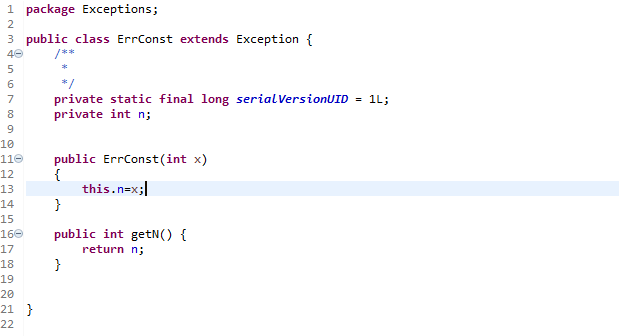 1 package Exceptions;
2
3 public class ErrConst extends Exception {
4 /**
5 *
6 */
7 private static final long serialVersionUID = 1L;
8 private int n;
9
10
11 public ErrConst(int x)
12 {
13 this.n=x;
14 }
15
16 public int getN() {
17 return n;
18 }
19
20
21 }
22